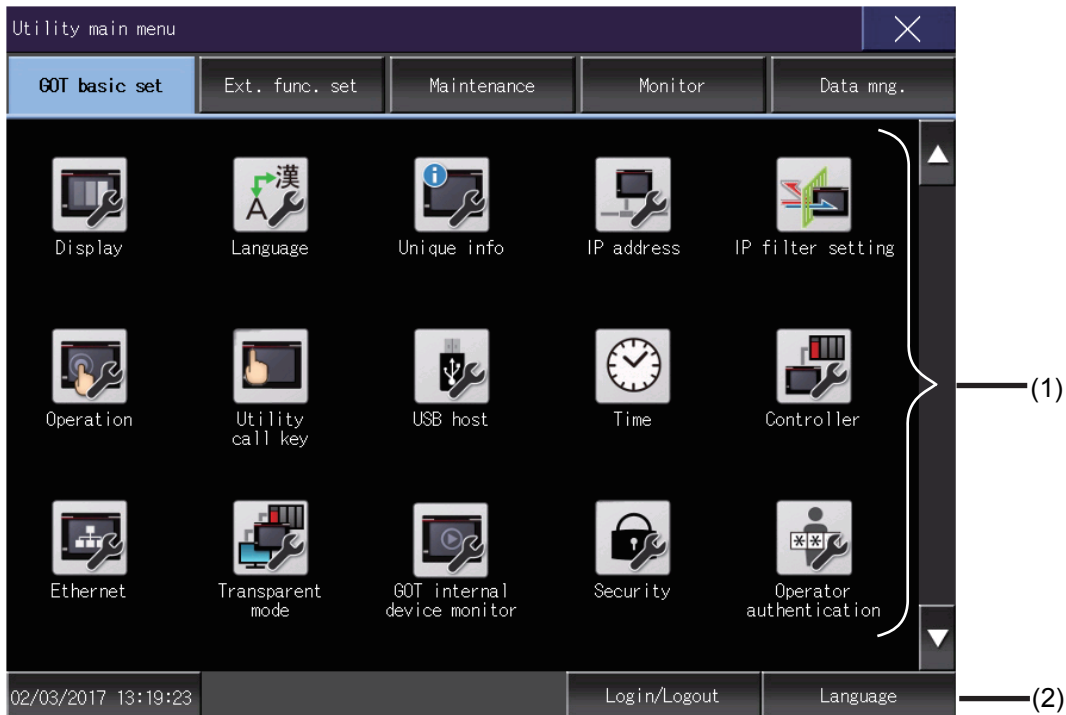 Utility main menu
GOT basic set
Ext. func. set
Maintenance
Monitor
Data mng.
漢
A
Display
Language
Unique info
IP address
IP filter setting
Operation
Utility
call key
USB host
Time
Controller
(1)
Ethernet
Transparent
mode
GOT internal
device monitor
Security
**
Operator
authentication
02/03/2017 13:19:23
Login/Logout
Language
(2)